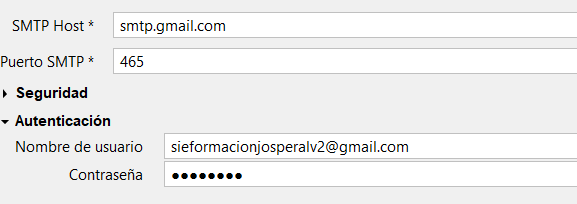 SMTP Host * smtp.gmail.com
Puerto SMTP * 465
Seguridad
Autenticación
Nombre de usuario sieformacionjosperalv2@gmail.com
Contraseña ●●●●●●●●